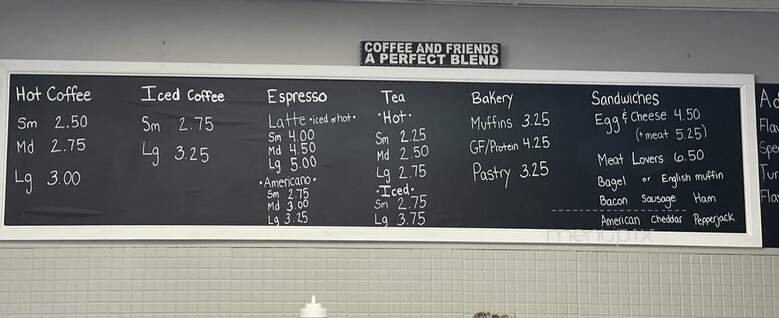 COFFEE AND FRIENDS
A PERFECT BLEND
Hot Coffee
Sm 2.50
Md 2.75
Lg 3.00
Iced Coffee
Sm 2.75
Lg 3.25
Espresso
Latte •iced or hot•
Sm 4.00
Md 4.50
Lg 5.00
•Americano•
Sm 2.75
Md 3.00
Lg 3.25
Tea
•Hot•
Sm 2.25
Md 2.50
Lg 2.75
•Iced•
Sm 2.75
Lg 3.75
Bakery
Muffins 3.25
GF/Protein 4.25
Pastry 3.25
Sandwiches
Egg & Cheese 4.50
(+meat 5.25)
Meat Lovers 6.50
Bagel or English muffin
Bacon Sausage Ham
American Cheddar Pepperjack
menupix